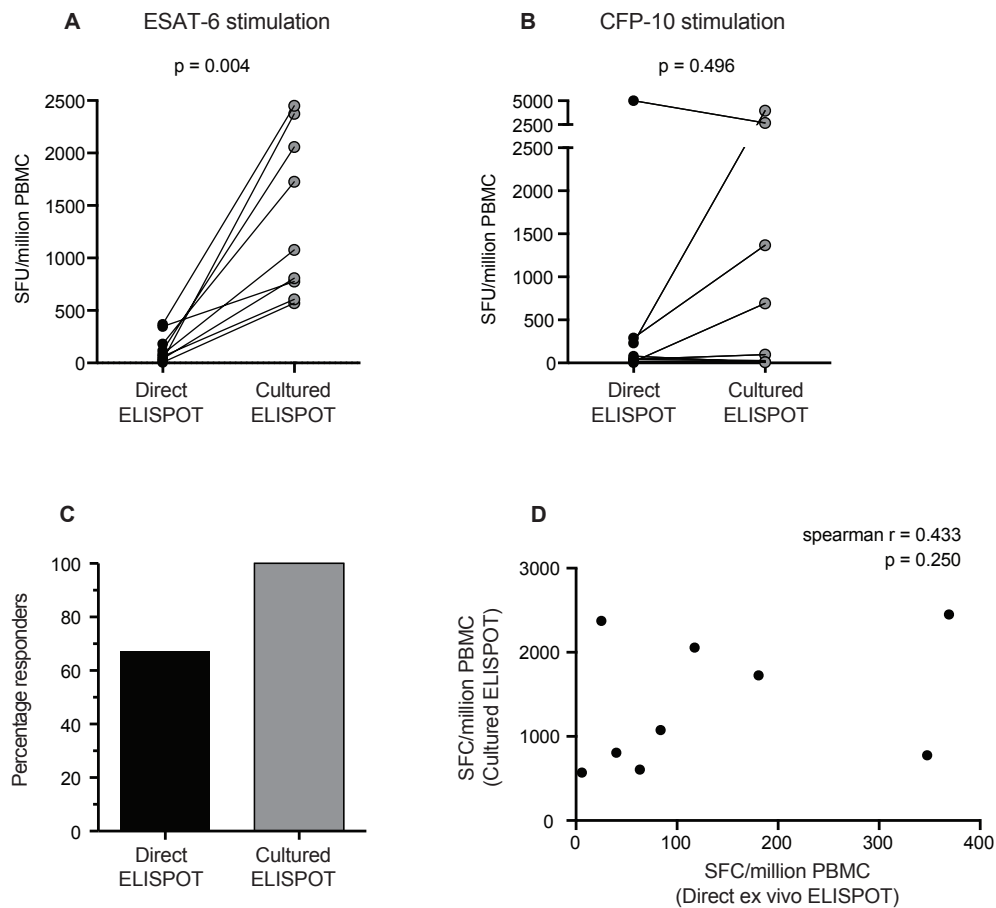 A ESAT-6 stimulation
p = 0.004
SFU/million PBMC
2500
2000
1500
1000
500
0
Direct
ELISPOT
Cultured
ELISPOT
B CFP-10 stimulation
p = 0.496
SFU/million PBMC
5000
2500
2500
2000
1500
1000
500
0
Direct
ELISPOT
Cultured
ELISPOT
C
Percentage responders
100
80
60
40
20
0
Direct
ELISPOT
Cultured
ELISPOT
D
spearman r = 0.433
p = 0.250
SFC/million PBMC
(Cultured ELISPOT)
3000
2000
1000
0
0 100 200 300 400
SFC/million PBMC
(Direct ex vivo ELISPOT)